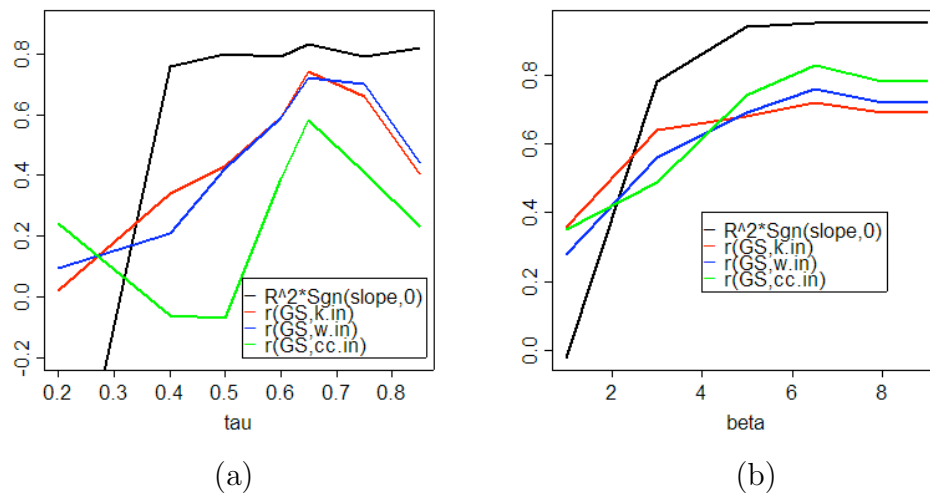 0.8
0.6
0.4
0.2
0.0
-0.2
0.2 0.3 0.4 0.5 0.6 0.7 0.8
tau
R^2*Sgn(slope,0)
r(GS,k.in)
r(GS,w.in)
r(GS,cc.in)
(a)
0.8
0.6
0.4
0.2
0.0
2 4 6 8
beta
R^2*Sgn(slope,0)
r(GS,k.in)
r(GS,w.in)
r(GS,cc.in)
(b)